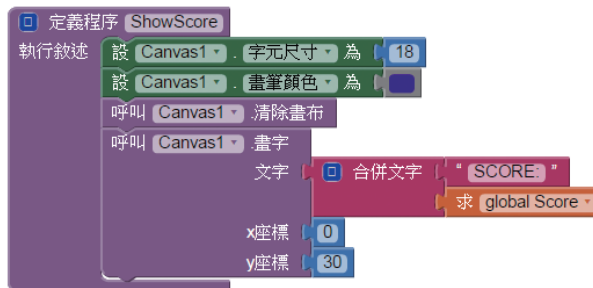 定義程序 ShowScore
執行敘述 設 Canvas1 . 字元尺寸 為 18
設 Canvas1 . 畫筆顏色 為
呼叫 Canvas1 .清除畫布
呼叫 Canvas1 .畫字
文字 合併文字 " SCORE: "
求 global Score
x座標 0
y座標 30